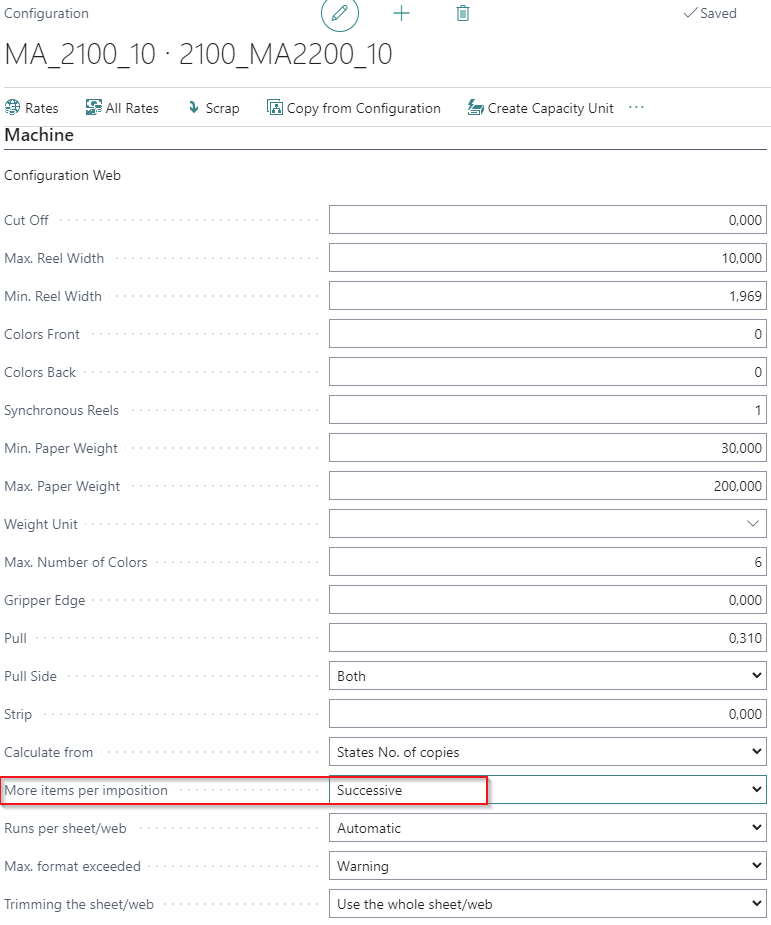 Configuration Saved
MA_2100_10 · 2100_MA2200_10
Rates All Rates Scrap Copy from Configuration Create Capacity Unit ···
Machine
Configuration Web
Cut Off 0,000
Max. Reel Width 10,000
Min. Reel Width 1,969
Colors Front 0
Colors Back 0
Synchronous Reels 1
Min. Paper Weight 30,000
Max. Paper Weight 200,000
Weight Unit
Max. Number of Colors 6
Gripper Edge 0,000
Pull 0,310
Pull Side Both
Strip 0,000
Calculate from States No. of copies
More items per imposition Successive
Runs per sheet/web Automatic
Max. format exceeded Warning
Trimming the sheet/web Use the whole sheet/web